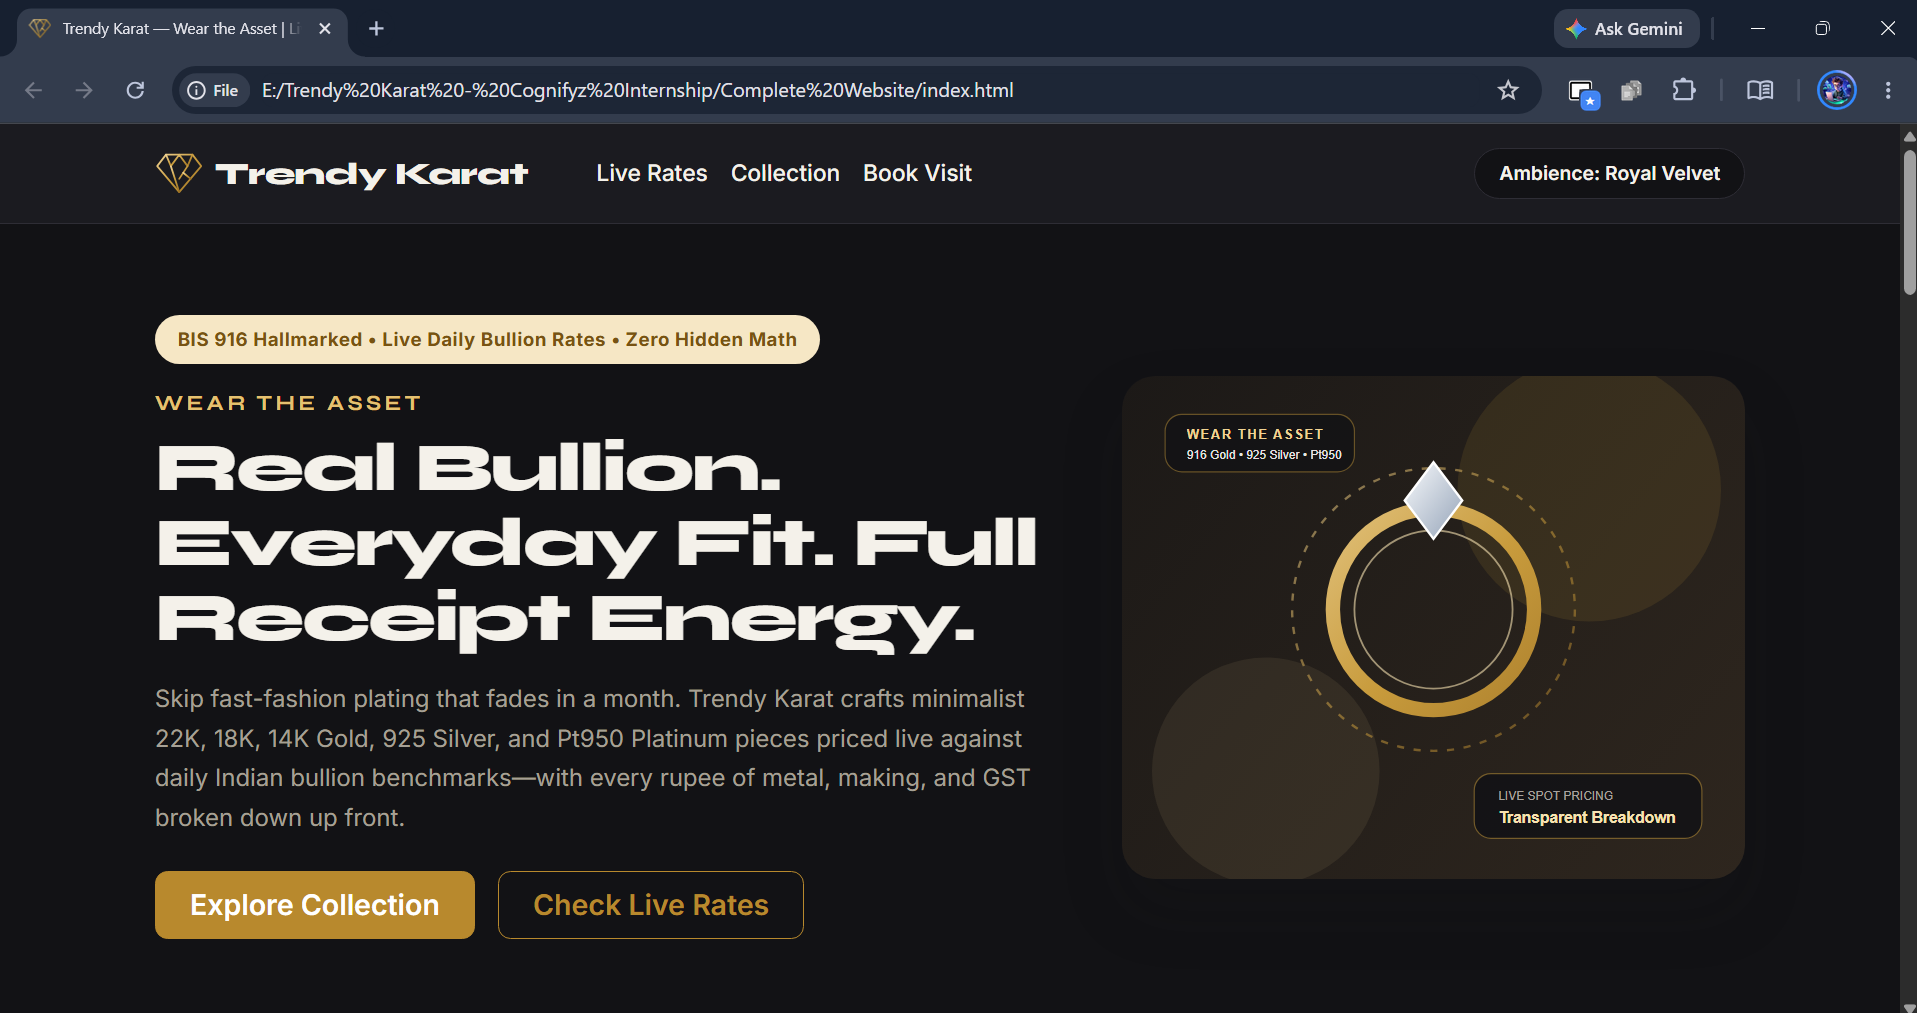 Trendy Karat — Wear the Asset | Li
Ask Gemini
File
E:/Trendy%20Karat%20-%20Cognifyz%20Internship/Complete%20Website/index.html
Trendy Karat
Live Rates
Collection
Book Visit
Ambience: Royal Velvet
BIS 916 Hallmarked • Live Daily Bullion Rates • Zero Hidden Math
WEAR THE ASSET
Real Bullion.
Everyday Fit. Full
Receipt Energy.
Skip fast-fashion plating that fades in a month. Trendy Karat crafts minimalist
22K, 18K, 14K Gold, 925 Silver, and Pt950 Platinum pieces priced live against
daily Indian bullion benchmarks—with every rupee of metal, making, and GST
broken down up front.
Explore Collection
Check Live Rates
WEAR THE ASSET
916 Gold • 925 Silver • Pt950
LIVE SPOT PRICING
Transparent Breakdown